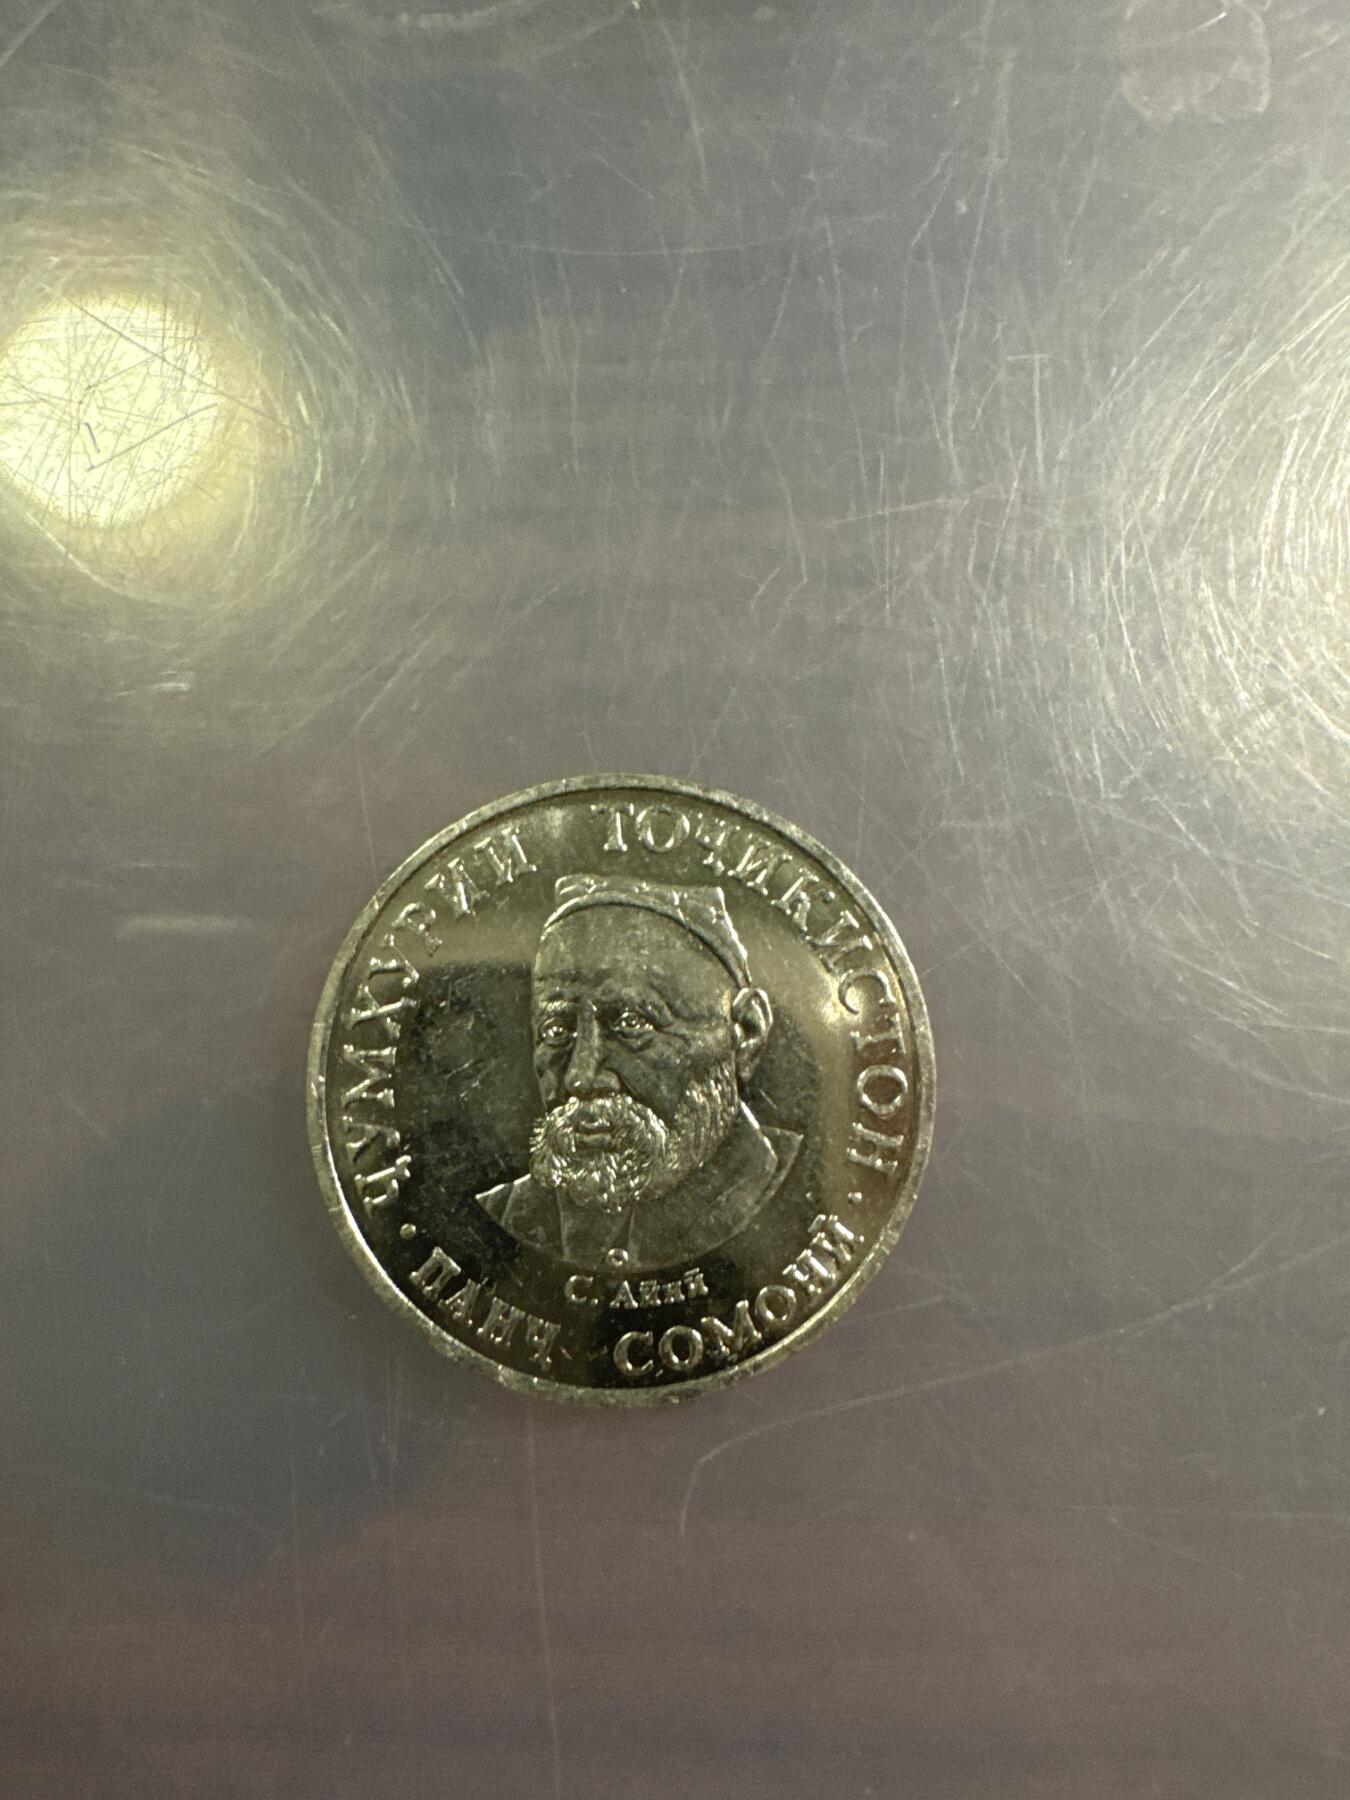 ҶУМҲУРИИ ТОҶИКИСТОН
С. Айнӣ
· ПАНҶ СОМОНӢ ·